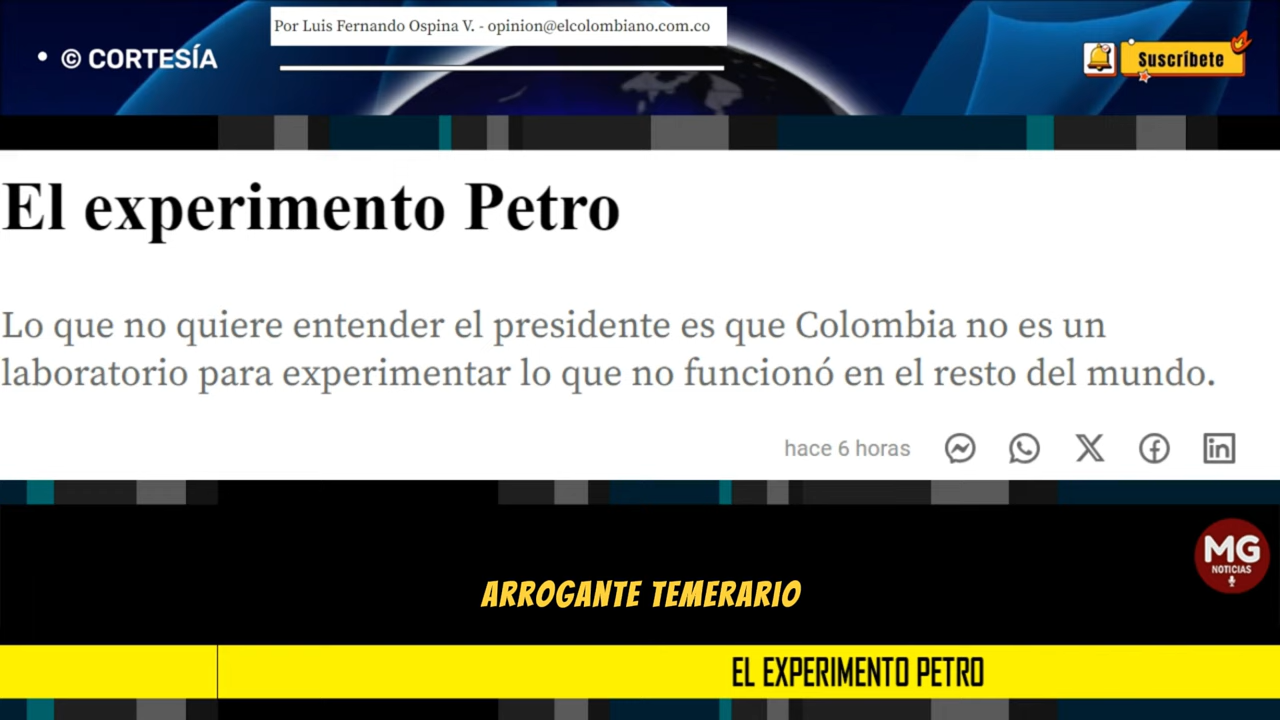 Por Luis Fernando Ospina V. - opinion@elcolombiano.com.co
• © CORTESÍA
Suscríbete
El experimento Petro
Lo que no quiere entender el presidente es que Colombia no es un
laboratorio para experimentar lo que no funcionó en el resto del mundo.
hace 6 horas
MG
NOTICIAS
ARROGANTE TEMERARIO
EL EXPERIMENTO PETRO